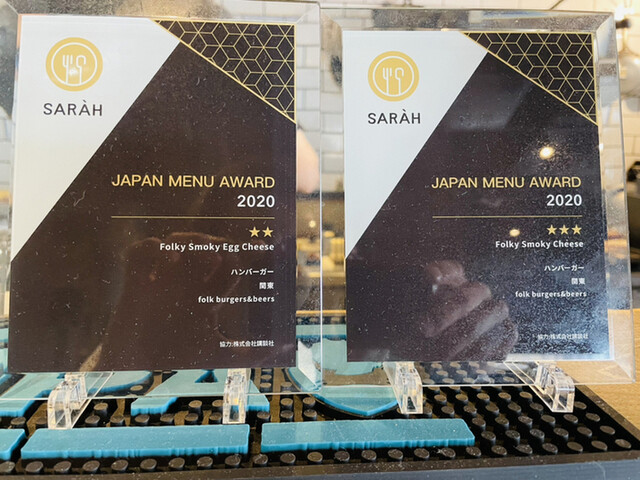 SARÀH
JAPAN MENU AWARD
2020
★★
Folky Smoky Egg Cheese
ハンバーガー
関東
folk burgers&beers
協力:株式会社講談社
SARÀH
JAPAN MENU AWARD
2020
★★★
Folky Smoky Cheese
ハンバーガー
関東
folk burgers&beers
協力:株式会社講談社